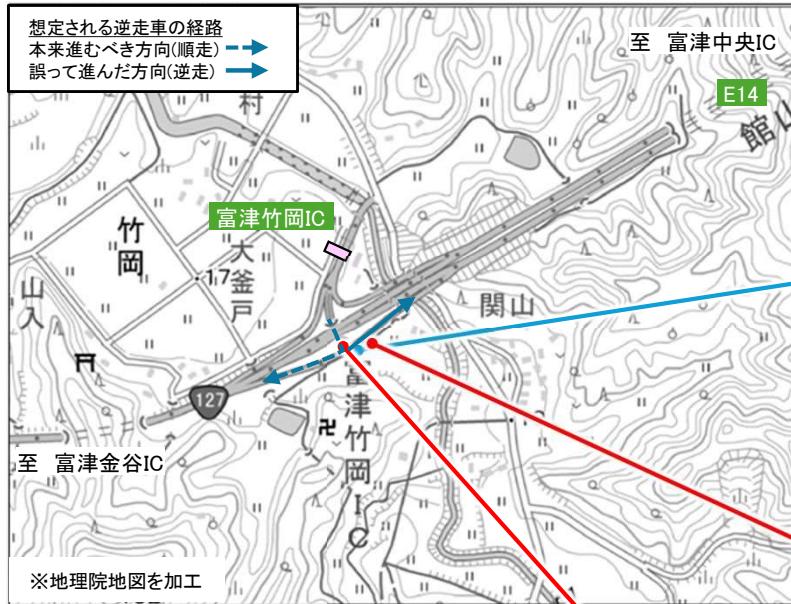 想定される逆走車の経路
本来進むべき方向(順走)
誤って進んだ方向(逆走)
至 富津中央IC
E14
館山
村
富津竹岡IC
竹岡
大釜戸
17
山入
関山
127
富津竹岡IC
至 富津金谷IC
※地理院地図を加工